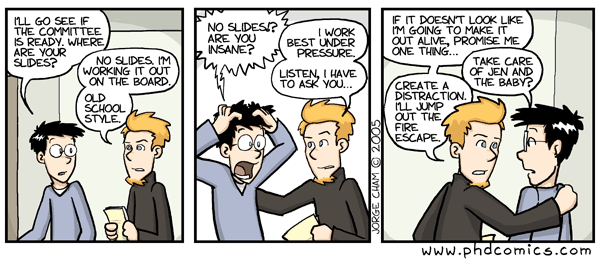 I'LL GO SEE IF
THE COMMITTEE
IS READY. WHERE
ARE YOUR
SLIDES?
NO SLIDES. I'M
WORKING IT OUT
ON THE BOARD.
OLD
SCHOOL
STYLE.
NO SLIDES!?
ARE YOU
INSANE?
I WORK
BEST UNDER
PRESSURE.
LISTEN, I HAVE
TO ASK YOU...
JORGE CHAM © 2005
IF IT DOESN'T LOOK LIKE
I'M GOING TO MAKE IT
OUT ALIVE, PROMISE ME
ONE THING...
TAKE CARE
OF JEN AND
THE BABY?
CREATE A
DISTRACTION.
I'LL JUMP
OUT THE
FIRE
ESCAPE.
www.phdcomics.com